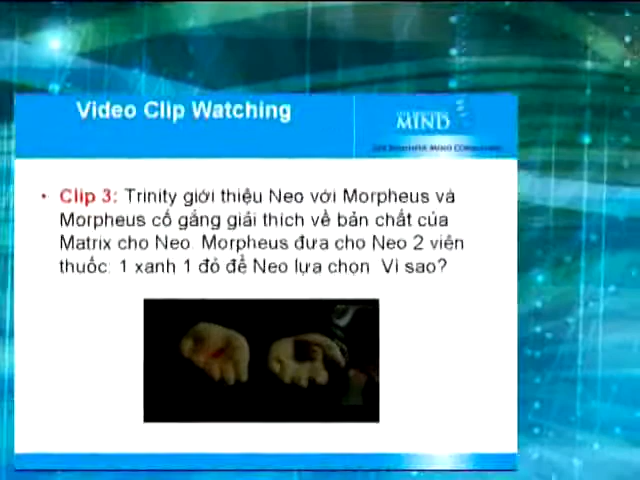 Video Clip Watching
MIND
• Clip 3: Trinity giới thiệu Neo với Morpheus và
Morpheus cố gắng giải thích về bản chất của
Matrix cho Neo. Morpheus đưa cho Neo 2 viên
thuốc: 1 xanh 1 đỏ để Neo lựa chọn. Vì sao?